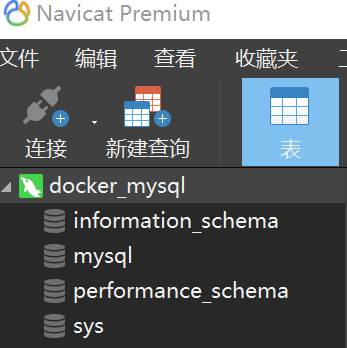 Navicat Premium
文件 编辑 查看 收藏夹
连接 新建查询 表
docker_mysql
information_schema
mysql
performance_schema
sys